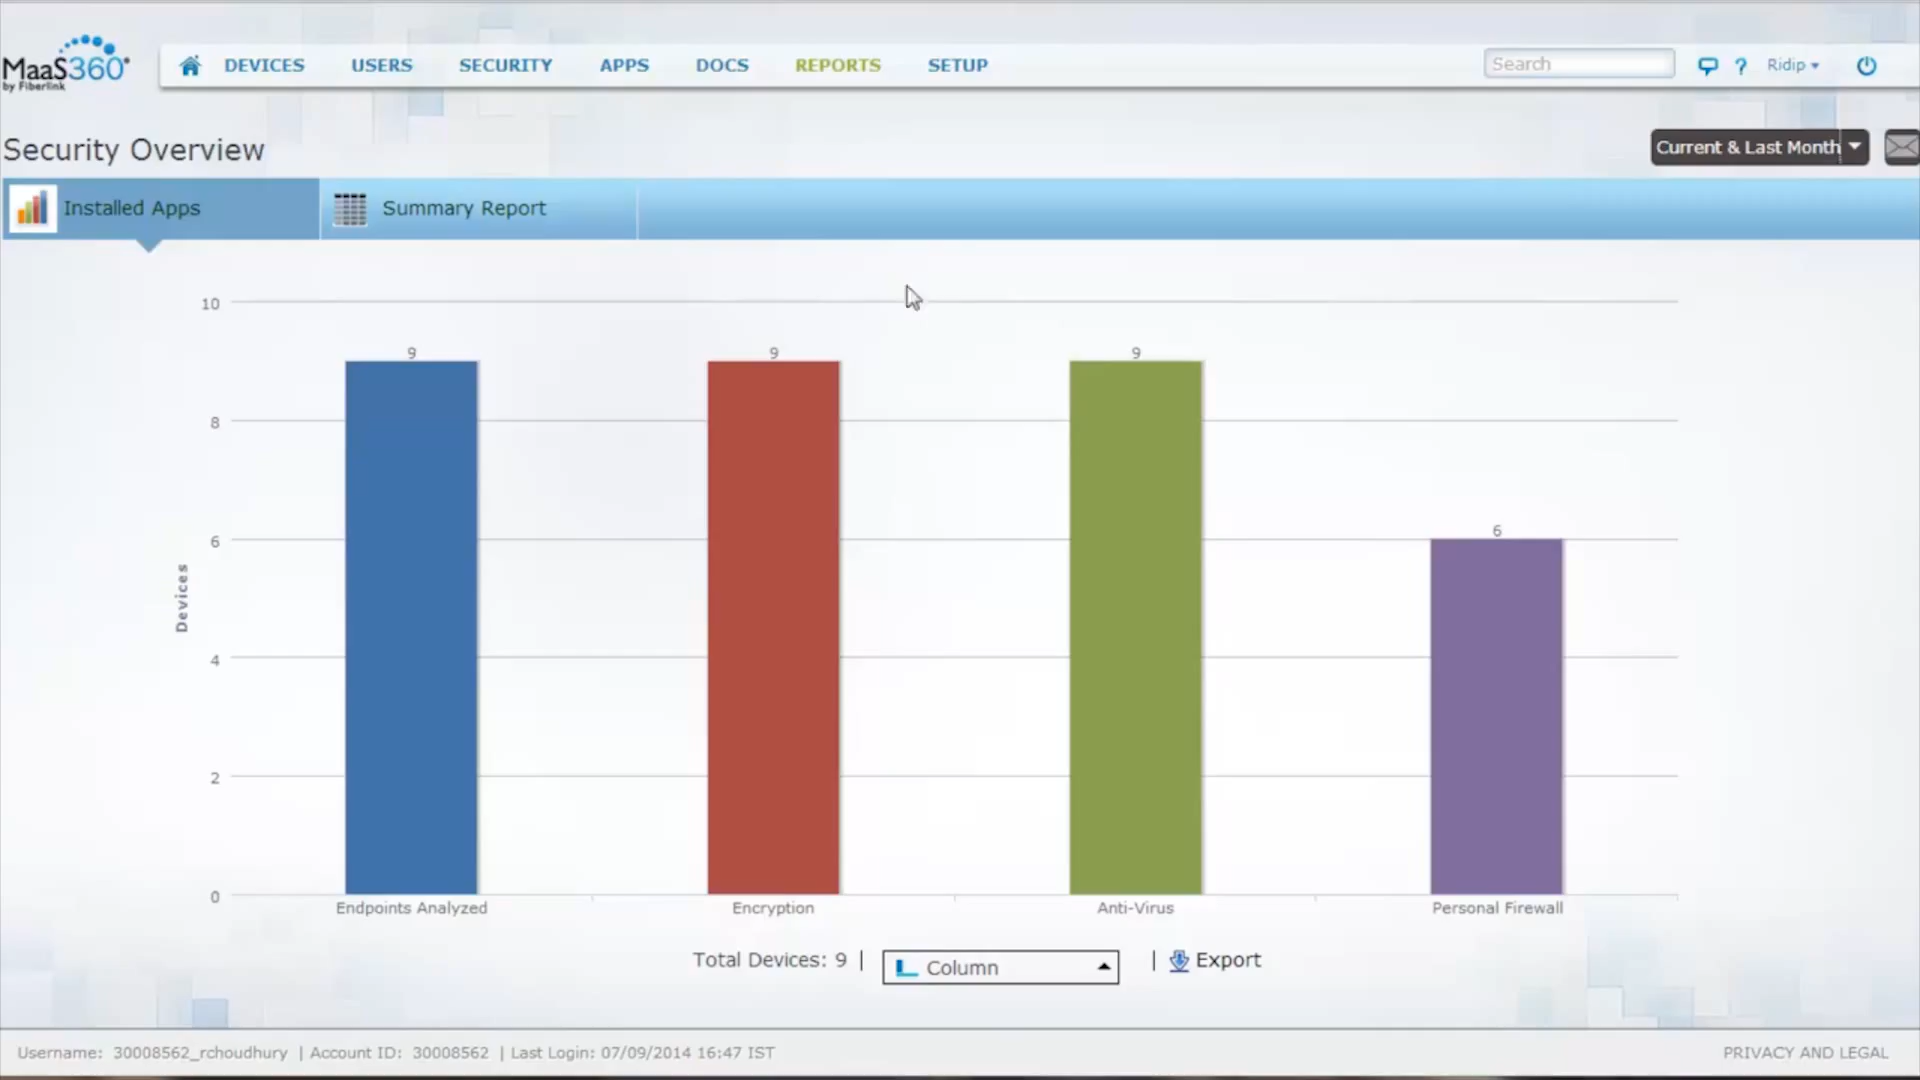 MaaS360
by Fiberlink
DEVICES USERS SECURITY APPS DOCS REPORTS SETUP
Search
?
Ridip
Security Overview
Current & Last Month
Installed Apps
Summary Report
10
8
6
4
2
0
Devices
9
9
9
6
Endpoints Analyzed
Encryption
Anti-Virus
Personal Firewall
Total Devices: 9 |
Column
| Export
Username: 30008562_rchoudhury | Account ID: 30008562 | Last Login: 07/09/2014 16:47 IST
PRIVACY AND LEGAL